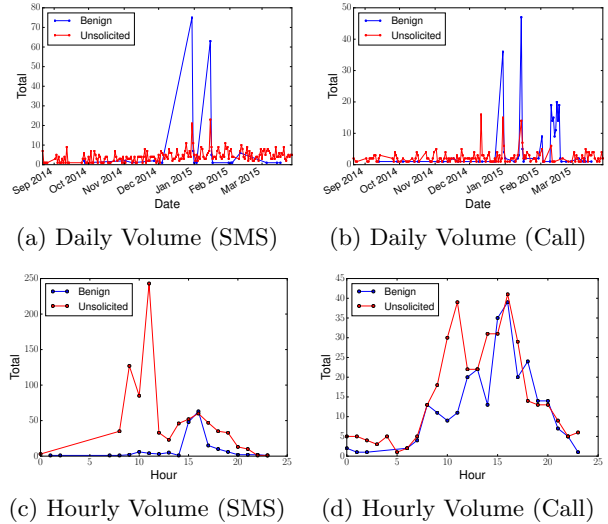 80
70
60
50
40
30
20
10
0
Total
Benign
Unsolicited
Sep 2014
Oct 2014
Nov 2014
Dec 2014
Jan 2015
Feb 2015
Mar 2015
Date
(a) Daily Volume (SMS)
50
40
30
20
10
0
Total
Benign
Unsolicited
Sep 2014
Oct 2014
Nov 2014
Dec 2014
Jan 2015
Feb 2015
Mar 2015
Date
(b) Daily Volume (Call)
250
200
150
100
50
0
Total
Benign
Unsolicited
0 5 10 15 20 25
Hour
(c) Hourly Volume (SMS)
45
40
35
30
25
20
15
10
5
0
Total
Benign
Unsolicited
0 5 10 15 20 25
Hour
(d) Hourly Volume (Call)